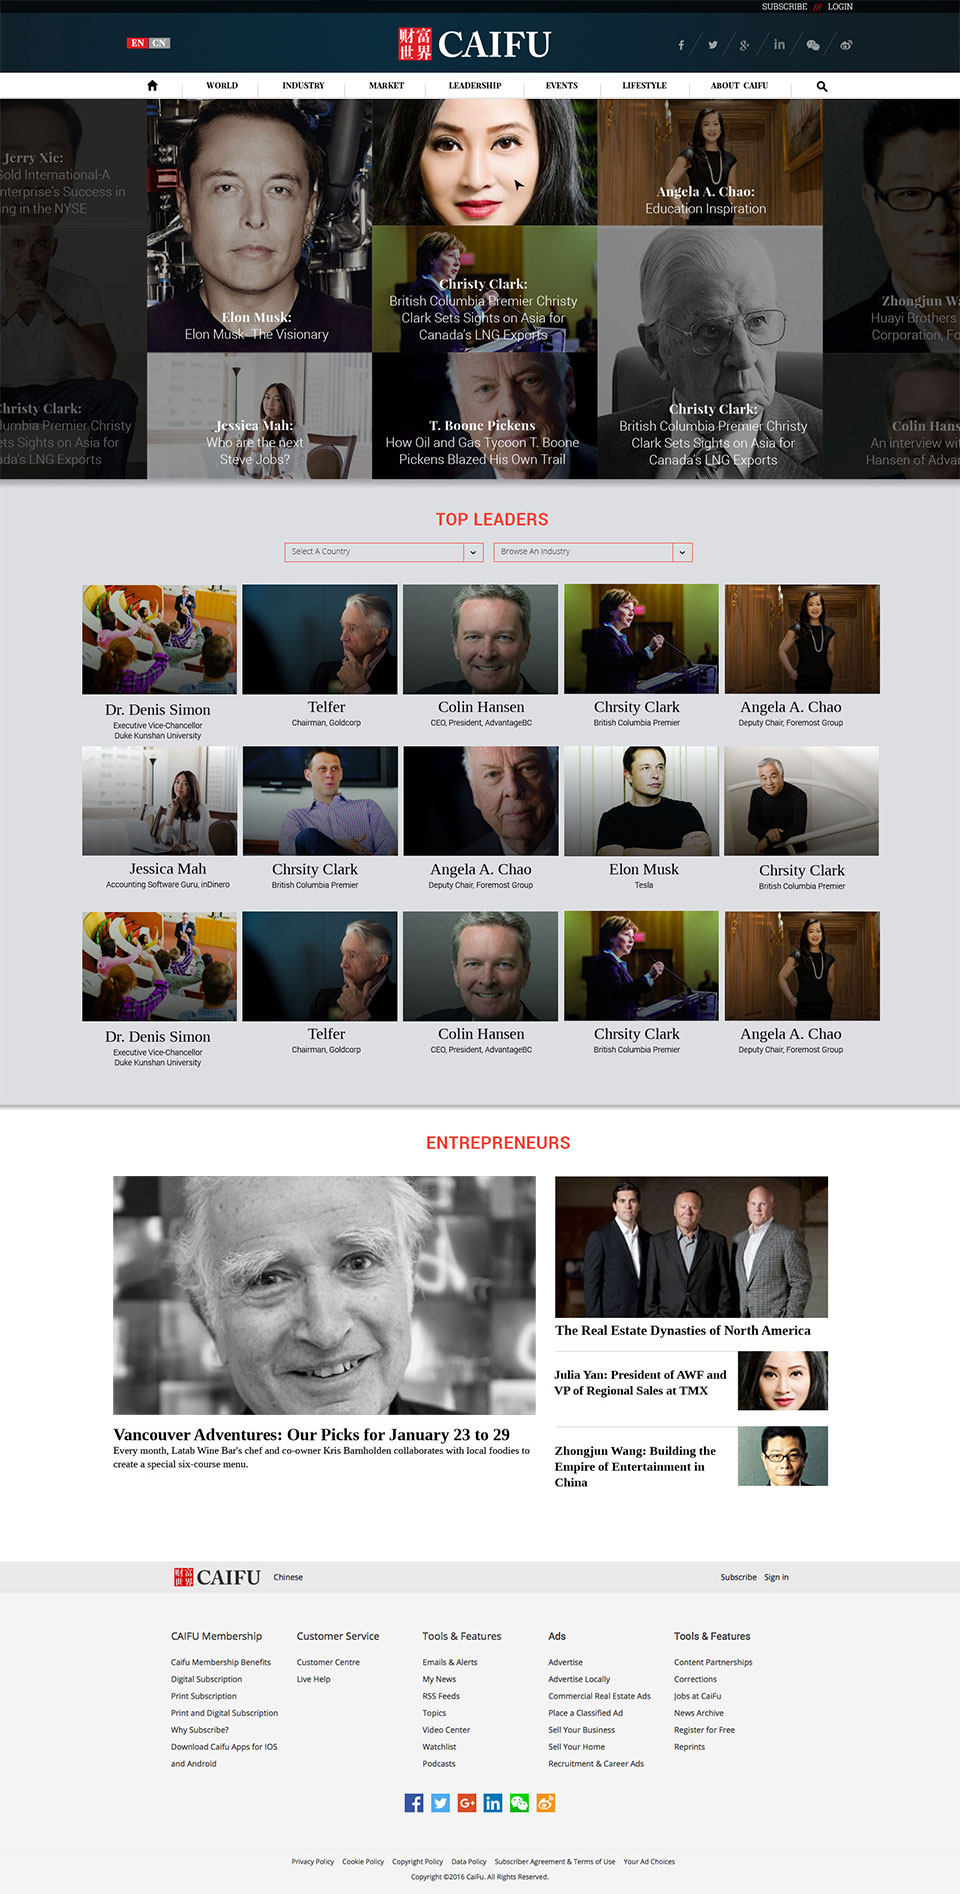 SUBSCRIBE /// LOGIN
EN CN
财富
世界
CAIFU
WORLD
INDUSTRY
MARKET
LEADERSHIP
EVENTS
LIFESTYLE
ABOUT CAIFU
Jerry Xie:
Gold International-A
nterprise's Success in
ing in the NYSE
Christy Clark:
lumbia Premier Christy
ets Sights on Asia for
ada's LNG Exports
Elon Musk:
Elon Musk-The Visionary
Jessica Mah:
Who are the next
Steve Jobs?
Christy Clark:
British Columbia Premier Christy
Clark Sets Sights on Asia for
Canada's LNG Exports
T. Boone Pickens
How Oil and Gas Tycoon T. Boone
Pickens Blazed His Own Trail
Angela A. Chao:
Education Inspiration
Christy Clark:
British Columbia Premier Christy
Clark Sets Sights on Asia for
Canada's LNG Exports
Zhongjun Wa
Huayi Brothers
Corporation, Fo
Colin Hans
An interview wit
Hansen of Advan
TOP LEADERS
Select A Country
Browse An Industry
Dr. Denis Simon
Executive Vice-Chancellor
Duke Kunshan University
Telfer
Chairman, Goldcorp
Colin Hansen
CEO, President, AdvantageBC
Chrsity Clark
British Columbia Premier
Angela A. Chao
Deputy Chair, Foremost Group
Jessica Mah
Accounting Software Guru, inDinero
Chrsity Clark
British Columbia Premier
Angela A. Chao
Deputy Chair, Foremost Group
Elon Musk
Tesla
Chrsity Clark
British Columbia Premier
Dr. Denis Simon
Executive Vice-Chancellor
Duke Kunshan University
Telfer
Chairman, Goldcorp
Colin Hansen
CEO, President, AdvantageBC
Chrsity Clark
British Columbia Premier
Angela A. Chao
Deputy Chair, Foremost Group
ENTREPRENEURS
Vancouver Adventures: Our Picks for January 23 to 29
Every month, Latab Wine Bar's chef and co-owner Kris Barnholden collaborates with local foodies to
create a special six-course menu.
The Real Estate Dynasties of North America
Julia Yan: President of AWF and
VP of Regional Sales at TMX
Zhongjun Wang: Building the
Empire of Entertainment in
China
财富
世界
CAIFU
Chinese
Subscribe Sign in
CAIFU Membership
Caifu Membership Benefits
Digital Subscription
Print Subscription
Print and Digital Subscription
Why Subscribe?
Download Caifu Apps for IOS
and Android
Customer Service
Customer Centre
Live Help
Tools & Features
Emails & Alerts
My News
RSS Feeds
Topics
Video Center
Watchlist
Podcasts
Ads
Advertise
Advertise Locally
Commercial Real Estate Ads
Place a Classified Ad
Sell Your Business
Sell Your Home
Recruitment & Career Ads
Tools & Features
Content Partnerships
Corrections
Jobs at CaiFu
News Archive
Register for Free
Reprints
Privacy Policy Cookie Policy Copyright Policy Data Policy Subscriber Agreement & Terms of Use Your Ad Choices
Copyright ©2016 CaiFu. All Rights Reserved.